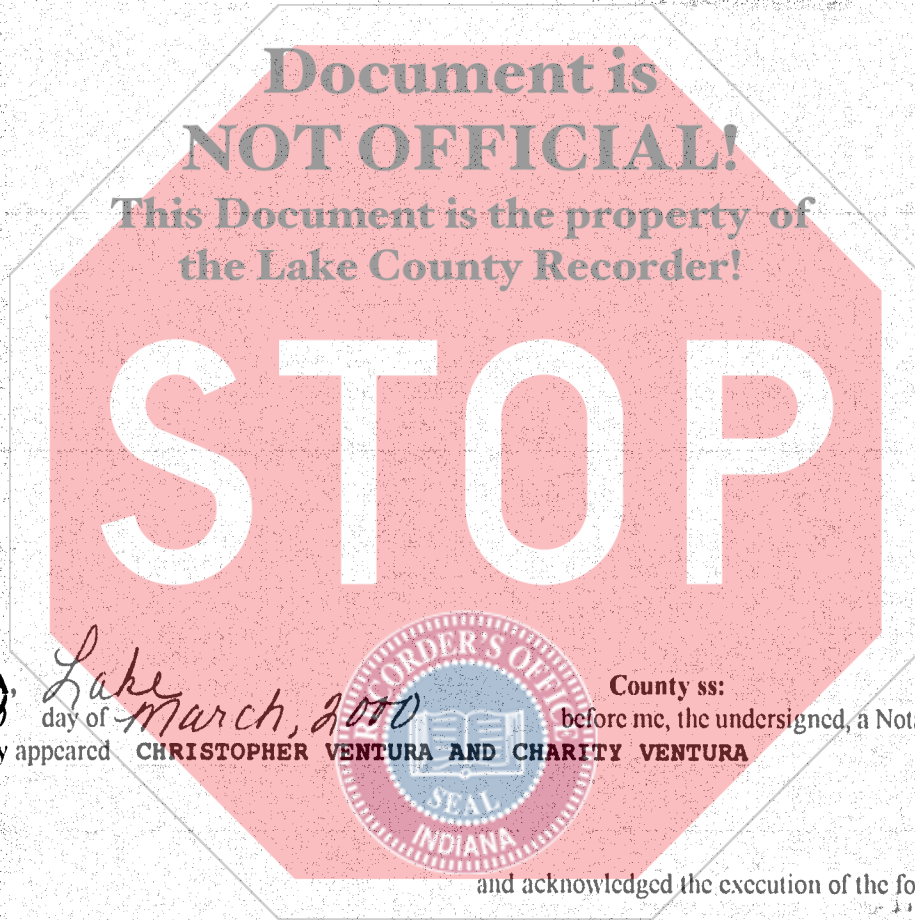 Document is
NOT OFFICIAL!
This Document is the property of
the Lake County Recorder!
STOP
Lake County ss:
day of March, 2000 before me, the undersigned, a Not
y appeared CHRISTOPHER VENTURA AND CHARITY VENTURA
RECORDER'S OFFICE
SEAL
INDIANA
and acknowledged the execution of the fo